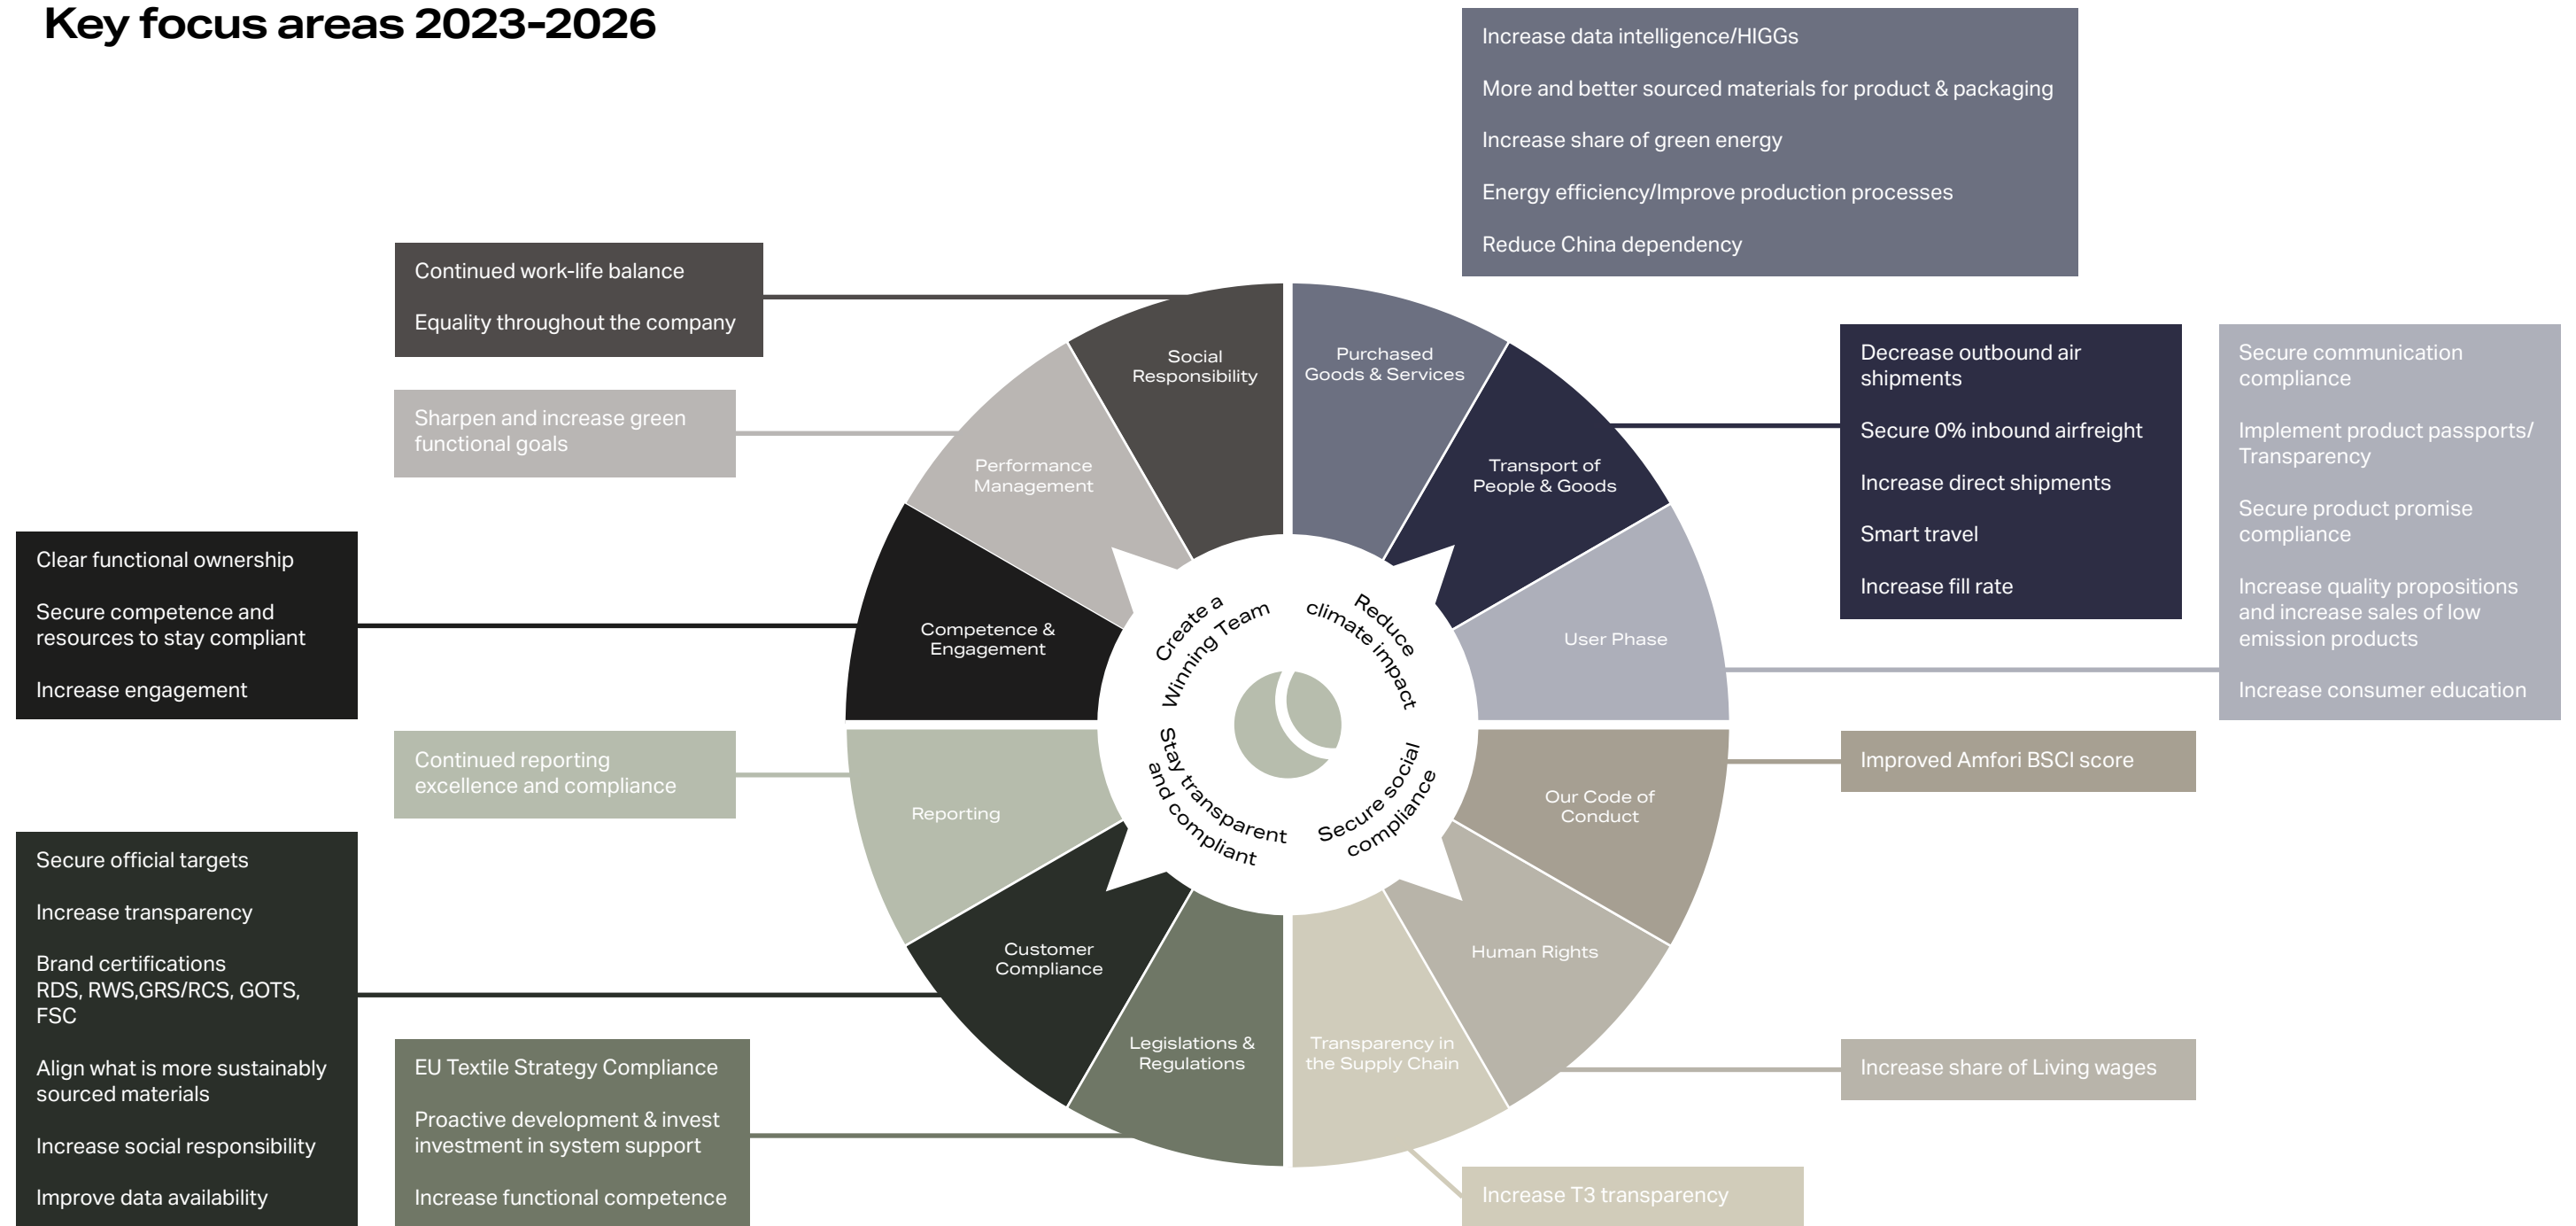 Key focus areas 2023-2026
Increase data intelligence/HIGGs
More and better sourced materials for product & packaging
Increase share of green energy
Energy efficiency/Improve production processes
Reduce China dependency
Continued work-life balance
Equality throughout the company
Sharpen and increase green
functional goals
Clear functional ownership
Secure competence and
resources to stay compliant
Increase engagement
Continued reporting
excellence and compliance
Secure official targets
Increase transparency
Brand certifications
RDS, RWS,GRS/RCS, GOTS,
FSC
Align what is more sustainably
sourced materials
Increase social responsibility
Improve data availability
EU Textile Strategy Compliance
Proactive development & invest
investment in system support
Increase functional competence
Social
Responsibility
Performance
Management
Competence &
Engagement
Reporting
Customer
Compliance
Legislations &
Regulations
Purchased
Goods & Services
Transport of
People & Goods
User Phase
Our Code of
Conduct
Human Rights
Transparency in
the Supply Chain
Create a
Winning Team
Reduce
climate impact
Stay transparent
and compliant
Secure social
compliance
Decrease outbound air
shipments
Secure 0% inbound airfreight
Increase direct shipments
Smart travel
Increase fill rate
Secure communication
compliance
Implement product passports/
Transparency
Secure product promise
compliance
Increase quality propositions
and increase sales of low
emission products
Increase consumer education
Improved Amfori BSCI score
Increase share of Living wages
Increase T3 transparency